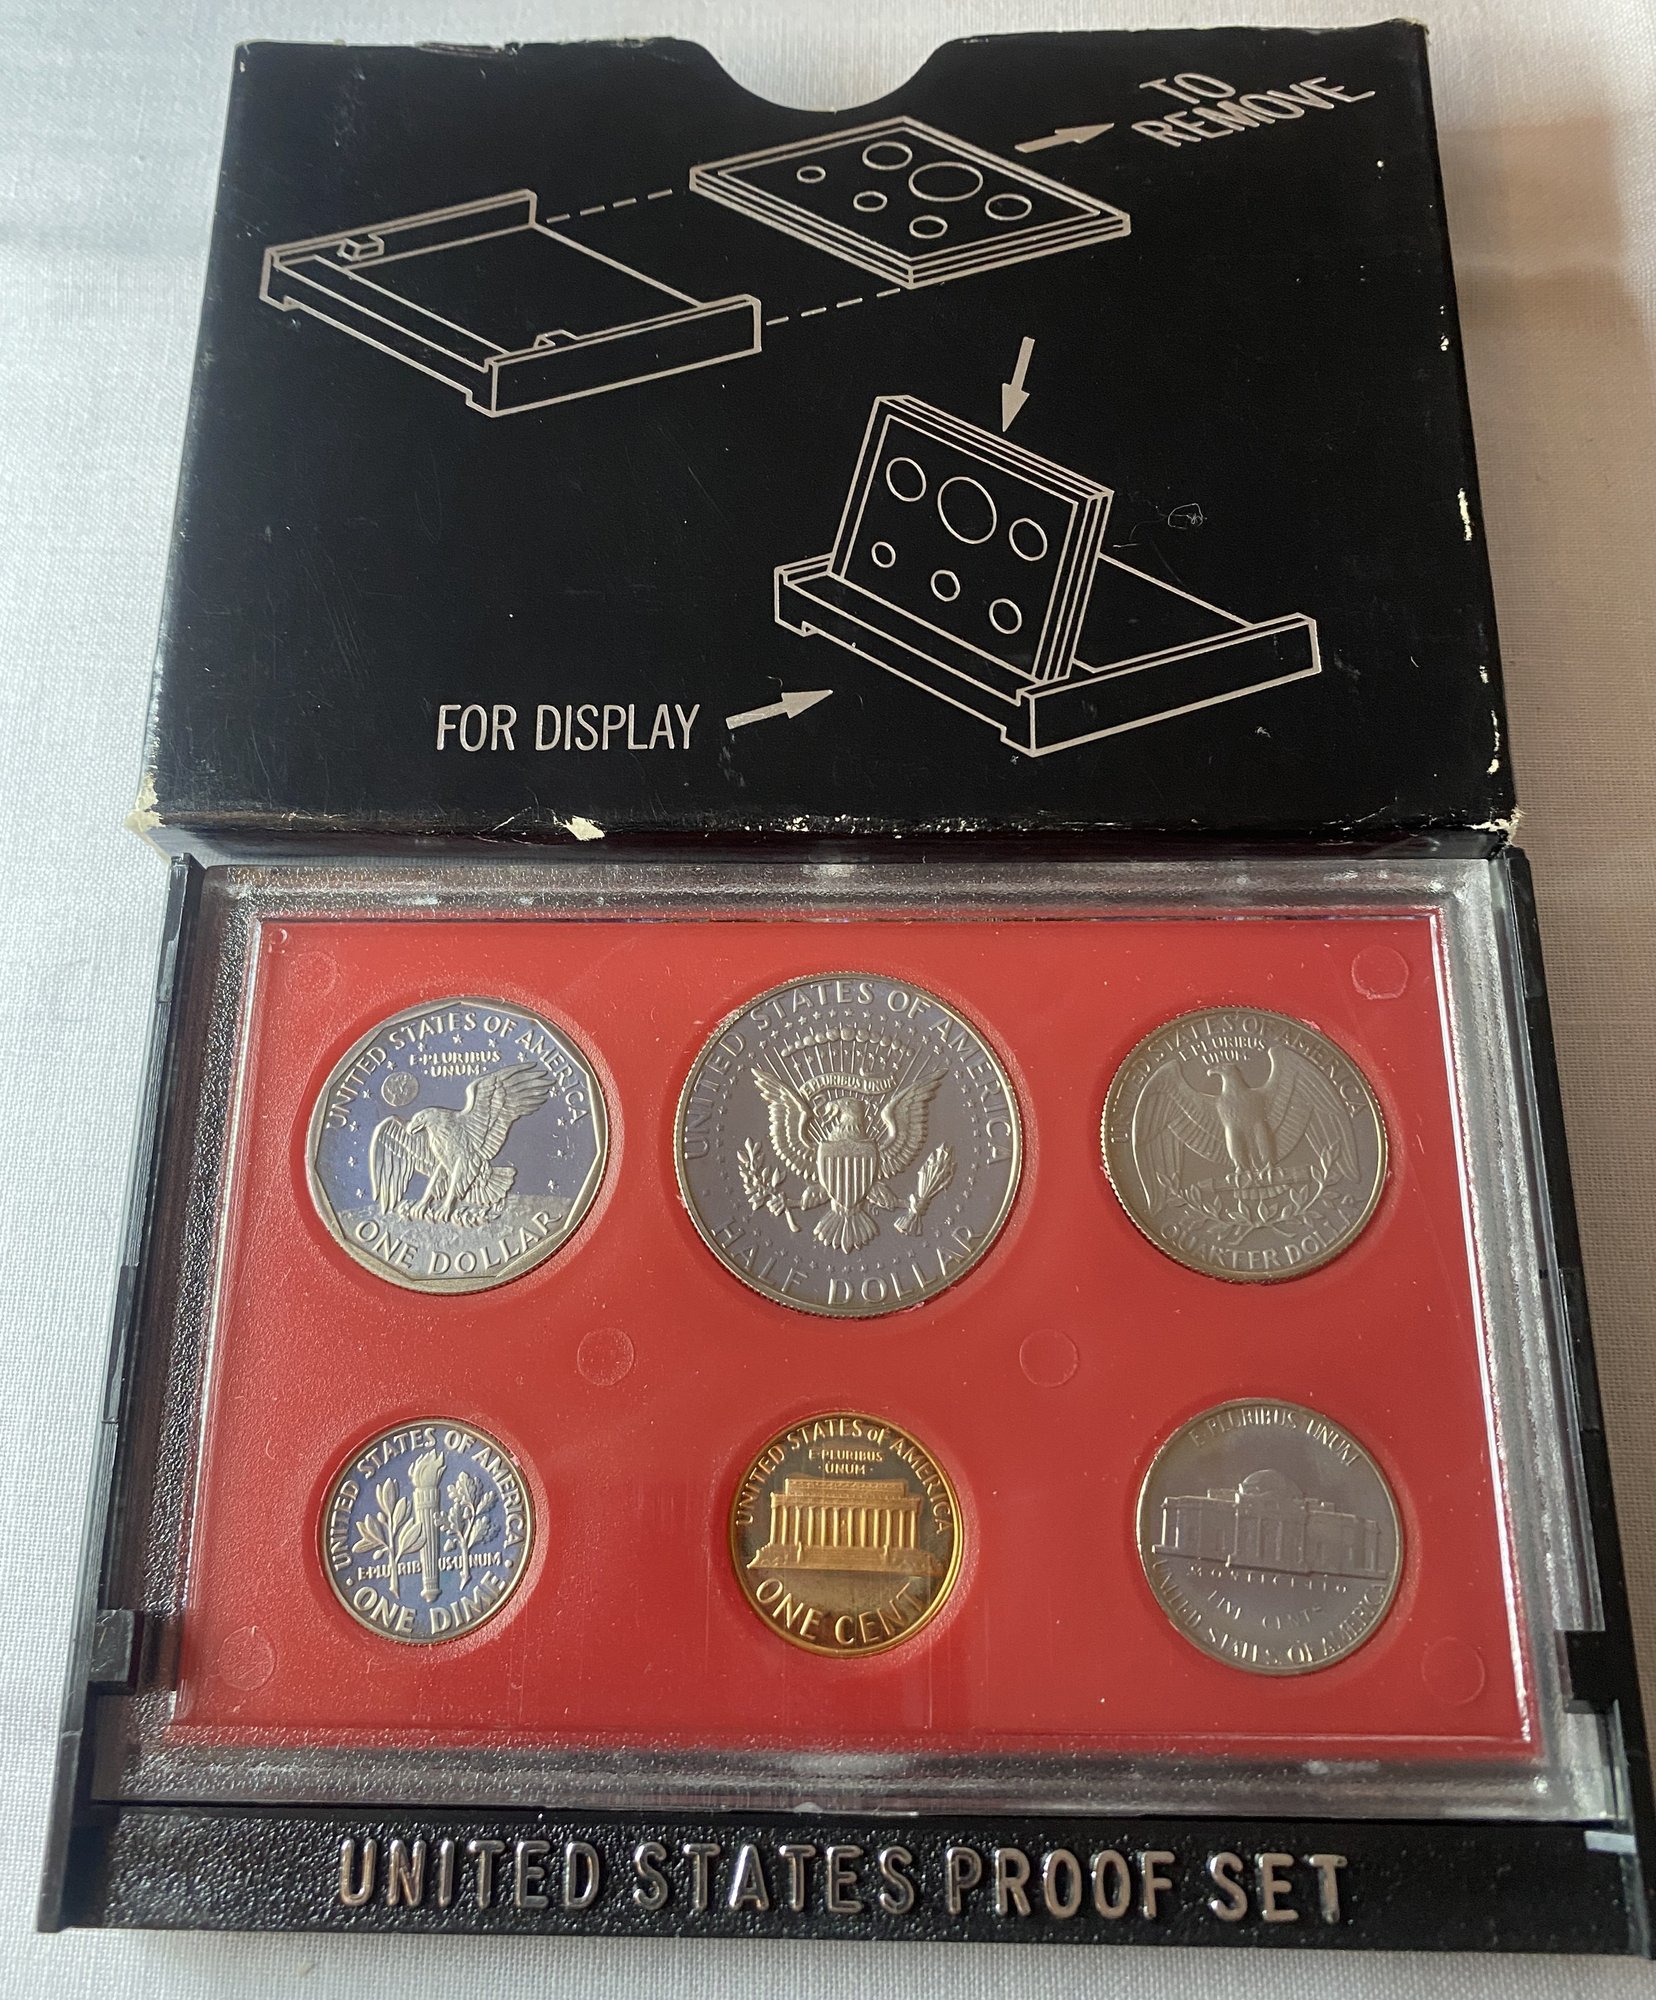 TO
REMOVE
FOR DISPLAY
UNITED STATES OF AMERICA
E·PLURIBUS
·UNUM·
ONE DOLLAR
UNITED STATES OF AMERICA
E PLURIBUS UNUM
HALF DOLLAR
UNITED STATES OF AMERICA
E PLURIBUS
UNUM
QUARTER DOLLAR
UNITED STATES OF AMERICA
E·PLURIBUS·UNUM
· ONE DIME ·
UNITED STATES OF AMERICA
E·PLURIBUS
·UNUM·
ONE CENT
E PLURIBUS UNUM
MONTICELLO
FIVE CENTS
UNITED STATES OF AMERICA
UNITED STATES PROOF SET